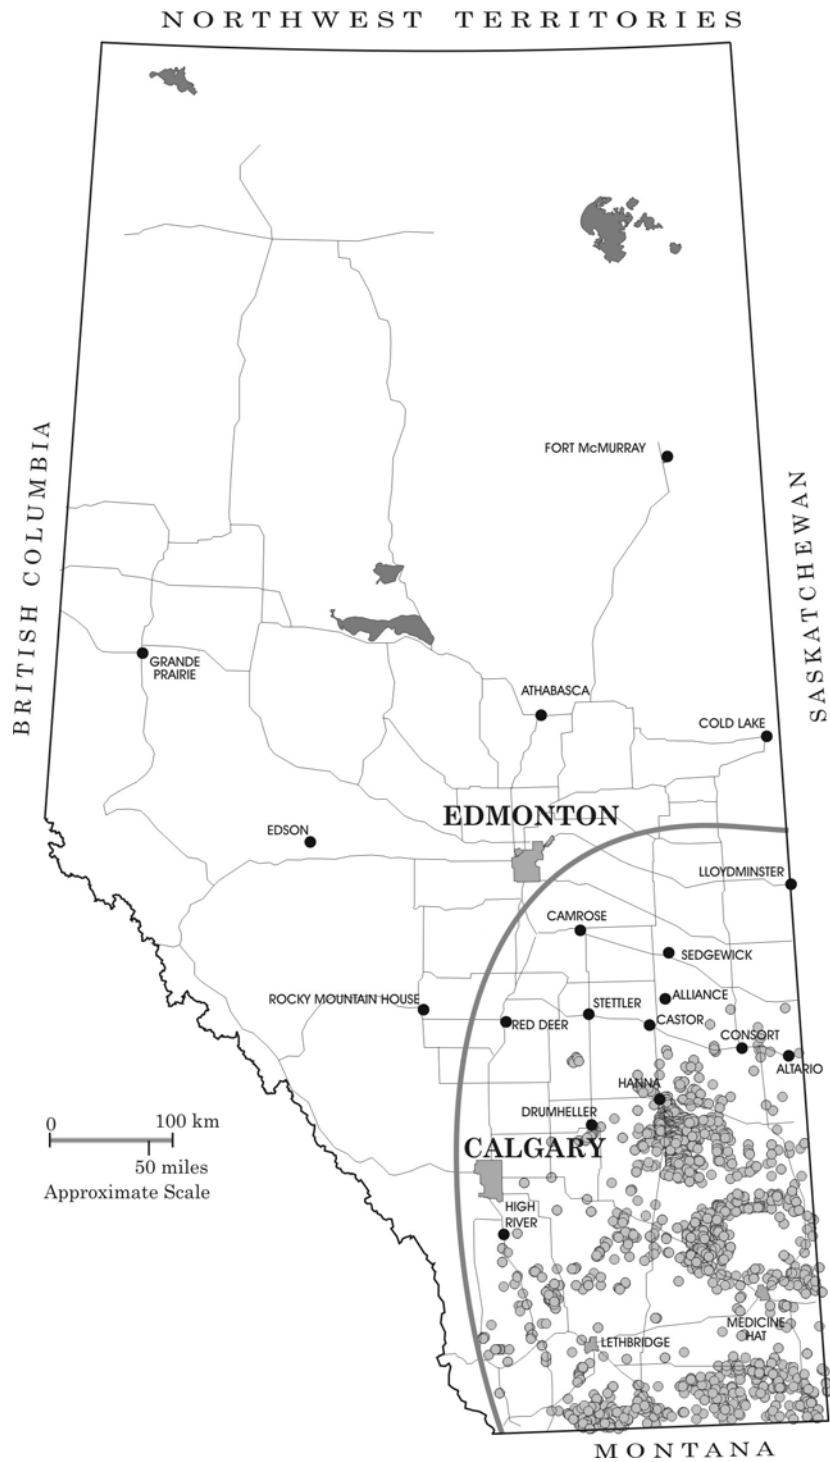 NORTHWEST TERRITORIES
BRITISH COLUMBIA
SASKATCHEWAN
FORT McMURRAY
GRANDE
PRAIRIE
ATHABASCA
COLD LAKE
EDMONTON
EDSON
LLOYDMINSTER
CAMROSE
SEDGEWICK
ROCKY MOUNTAIN HOUSE
ALLIANCE
STETTLER
RED DEER
CASTOR
CONSORT
ALTARIO
HANNA
DRUMHELLER
0
100 km
50 miles
Approximate Scale
CALGARY
HIGH
RIVER
MEDICINE
HAT
LETHBRIDGE
MONTANA